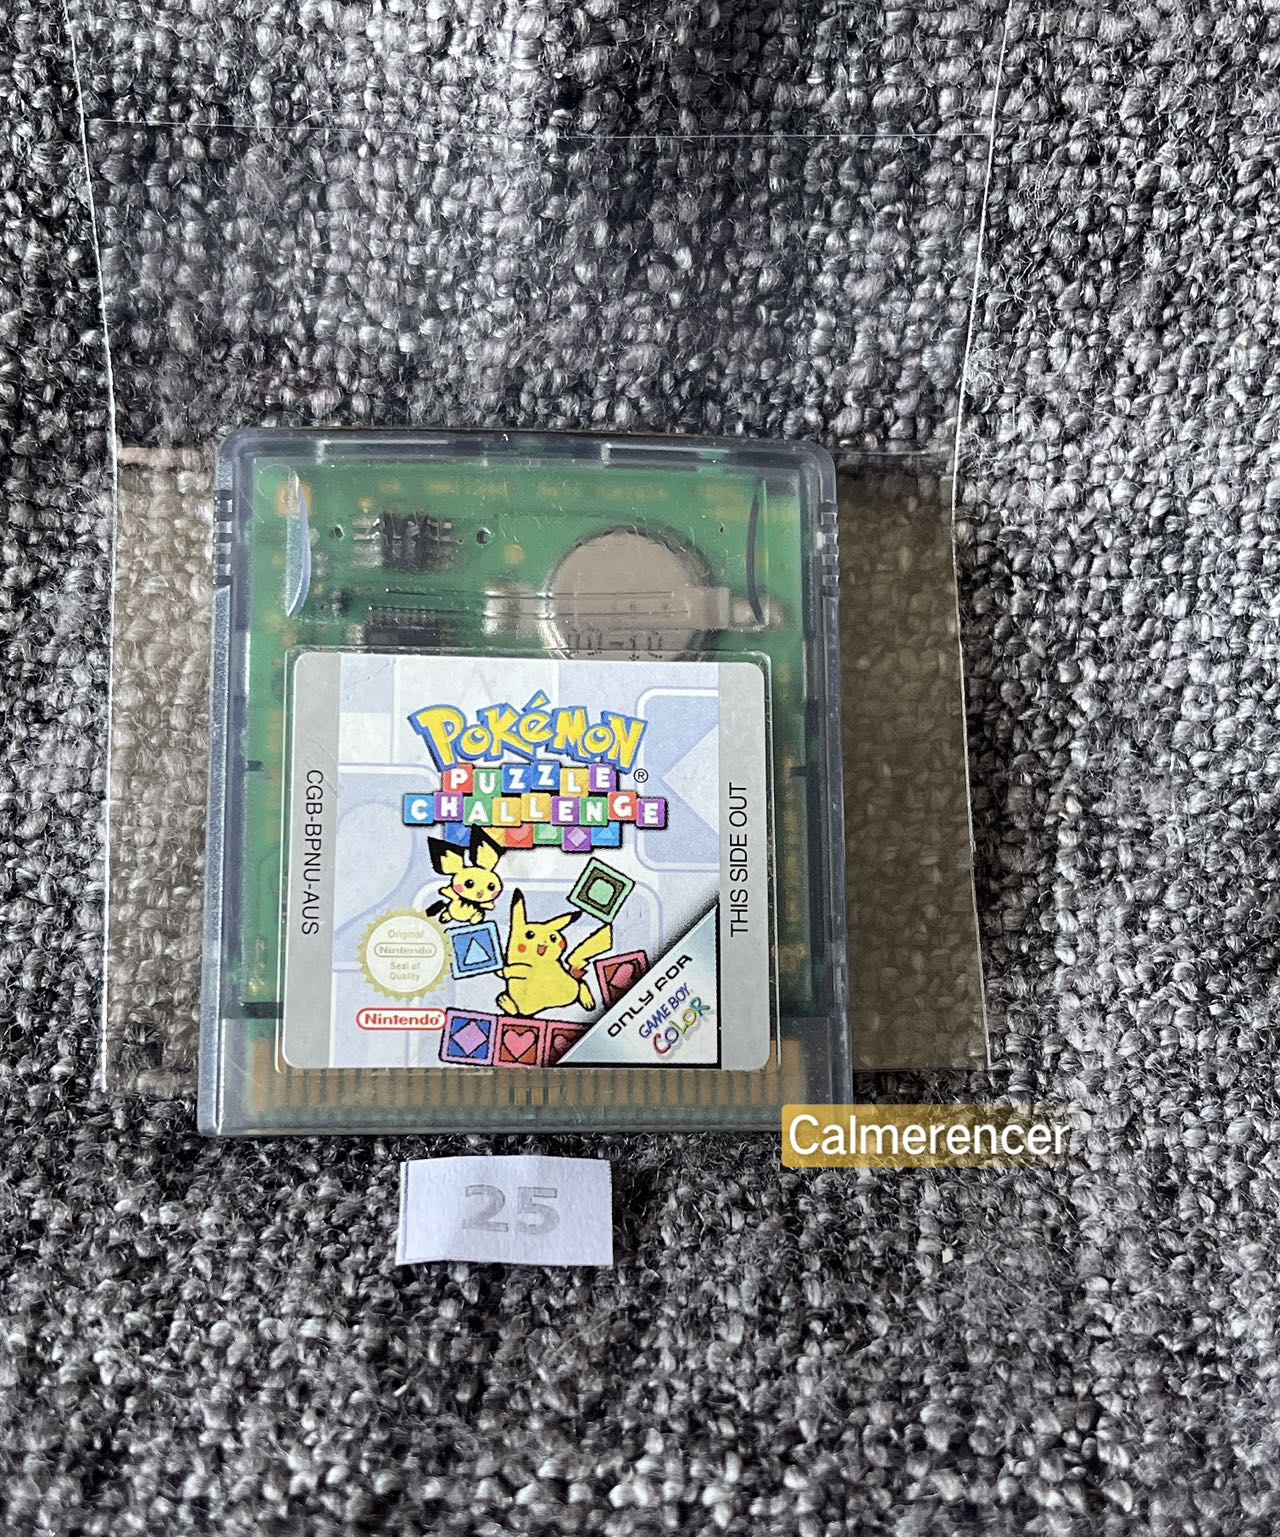 POKéMON
PUZZLE ®
CHALLENGE
CGB-BPNU-AUS
THIS SIDE OUT
Original
Nintendo
Seal of
Quality
Nintendo
ONLY FOR
GAME BOY
COLOR
Calmerencer
25